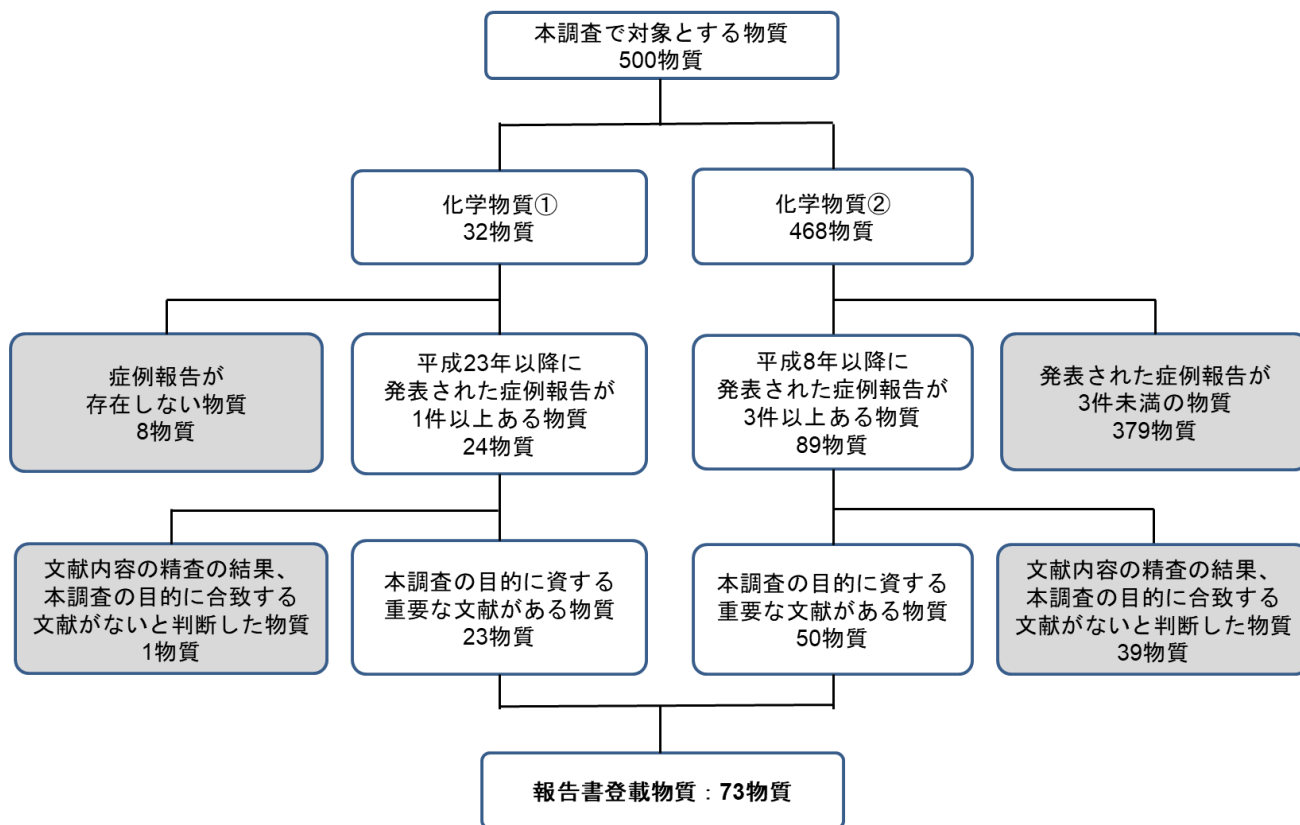 本調査で対象とする物質
500物質
化学物質①
32物質
化学物質②
468物質
症例報告が
存在しない物質
8物質
平成23年以降に
発表された症例報告が
1件以上ある物質
24物質
平成8年以降に
発表された症例報告が
3件以上ある物質
89物質
発表された症例報告が
3件未満の物質
379物質
文献内容の精査の結果、
本調査の目的に合致する
文献がないと判断した物質
1物質
本調査の目的に資する
重要な文献がある物質
23物質
本調査の目的に資する
重要な文献がある物質
50物質
文献内容の精査の結果、
本調査の目的に合致する
文献がないと判断した物質
39物質
報告書登載物質：73物質